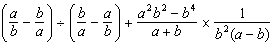 (a/b − b/a) ÷ (b/a − a/b) + (a²b² − b⁴)/(a + b) × 1/(b²(a − b))